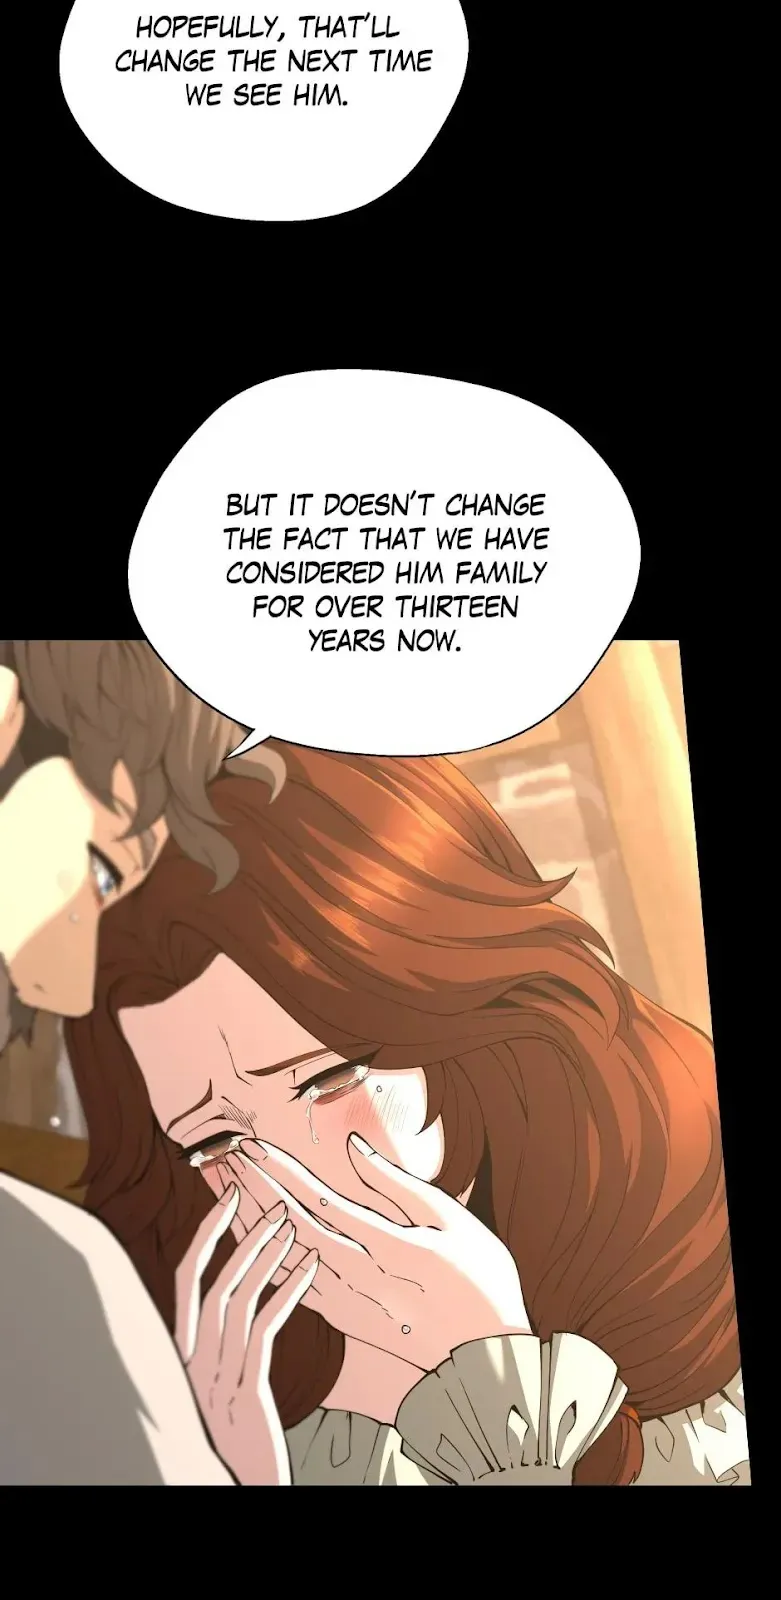 HOPEFULLY, THAT'LL
CHANGE THE NEXT TIME
WE SEE HIM.
BUT IT DOESN'T CHANGE
THE FACT THAT WE HAVE
CONSIDERED HIM FAMILY
FOR OVER THIRTEEN
YEARS NOW.